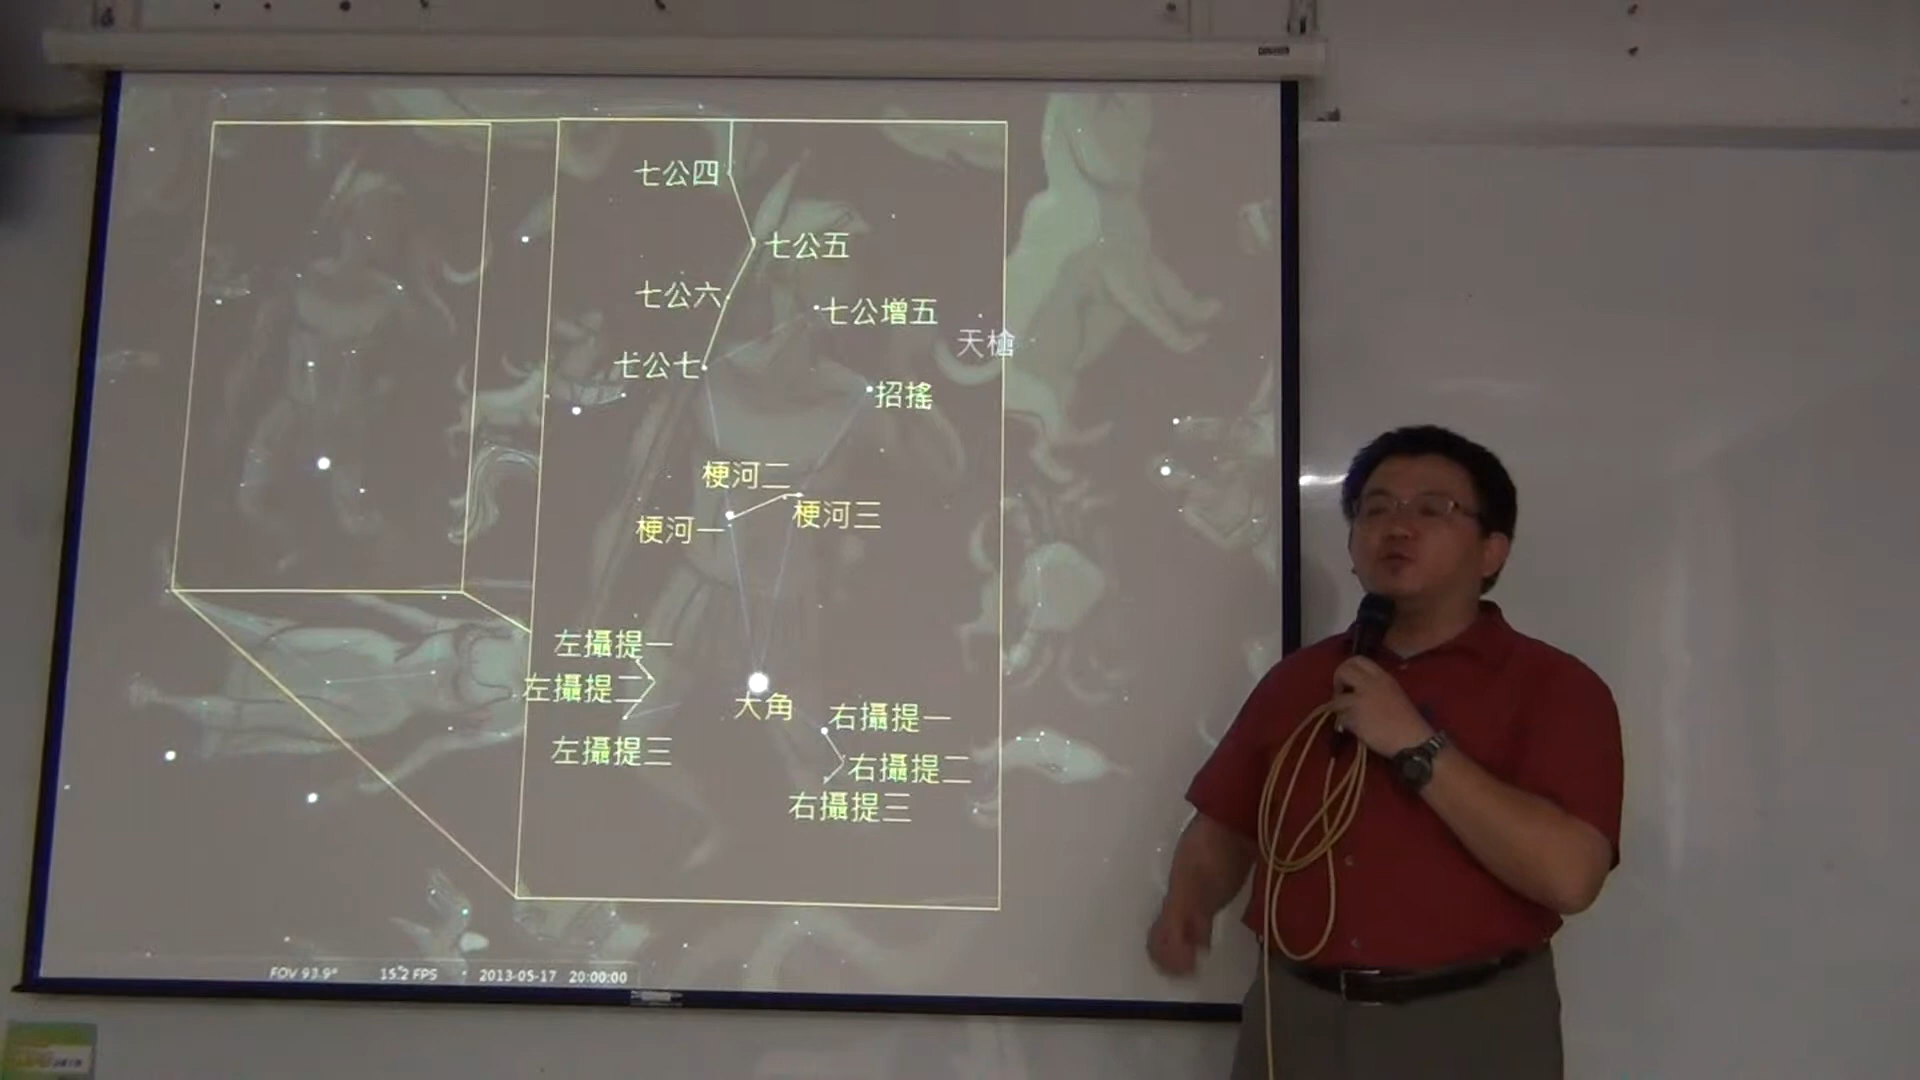 七公四
七公五
七公六
七公增五
天槍
七公七
招搖
梗河二
梗河三
梗河一
左攝提一
左攝提二
大角
右攝提一
左攝提三
右攝提二
右攝提三
FOV 93.9° 15.2 FPS 2013-05-17 20:00:00